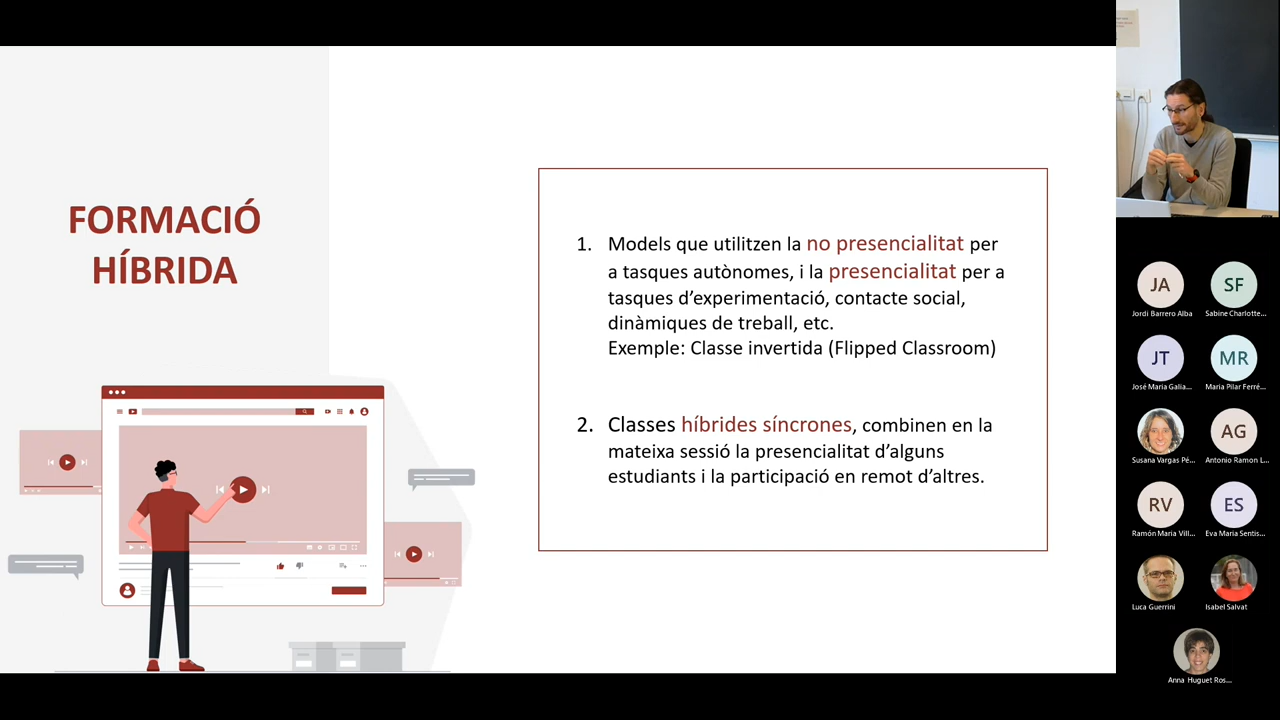 FORMACIÓ
HÍBRIDA
1. Models que utilitzen la no presencialitat per
a tasques autònomes, i la presencialitat per a
tasques d'experimentació, contacte social,
dinàmiques de treball, etc.
Exemple: Classe invertida (Flipped Classroom)
2. Classes híbrides síncrones, combinen en la
mateixa sessió la presencialitat d'alguns
estudiants i la participació en remot d'altres.
JA
Jordi Barrero Alba
SF
Sabine Charlotte...
JT
José Maria Galia...
MR
Maria Pilar Ferré...
Susana Vargas Pé...
AG
Antonio Ramon L...
RV
Ramón Maria Vill...
ES
Eva Maria Sentis...
Luca Guerrini
Isabel Salvat
Anna Huguet Ros...